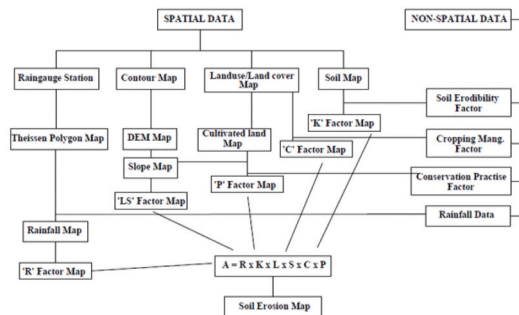 SPATIAL DATA
NON-SPATIAL DATA
Raingauge Station
Contour Map
Landuse/Land cover
Map
Soil Map
Soil Erodibility
Factor
'K' Factor Map
Theissen Polygon Map
DEM Map
Cultivated land
Map
Cropping Mang.
Factor
'C' Factor Map
Slope Map
Conservation Practise
Factor
'P' Factor Map
'LS' Factor Map
Rainfall Data
Rainfall Map
'R' Factor Map
A = R x K x L x S x C x P
Soil Erosion Map